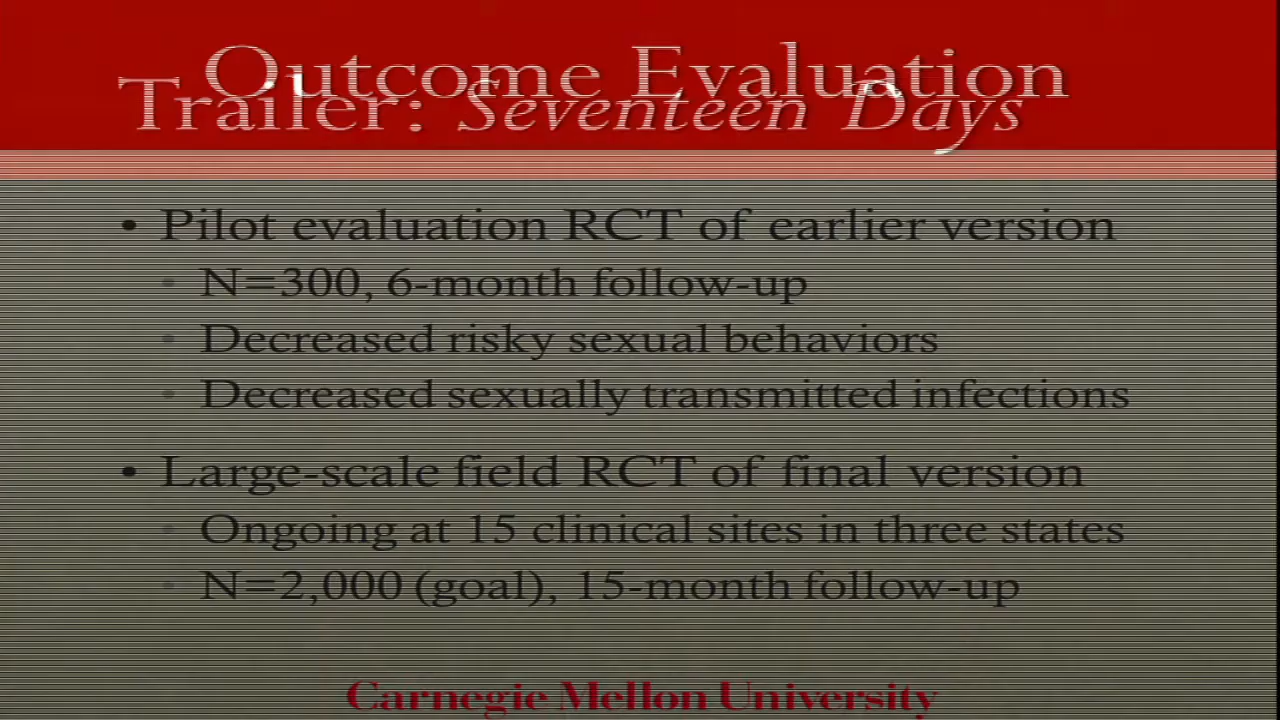 Outcome Evaluation
Trailer: Seventeen Days
• Pilot evaluation RCT of earlier version
• N=300, 6-month follow-up
• Decreased risky sexual behaviors
• Decreased sexually transmitted infections
• Large-scale field RCT of final version
• Ongoing at 15 clinical sites in three states
• N=2,000 (goal), 15-month follow-up
Carnegie Mellon University